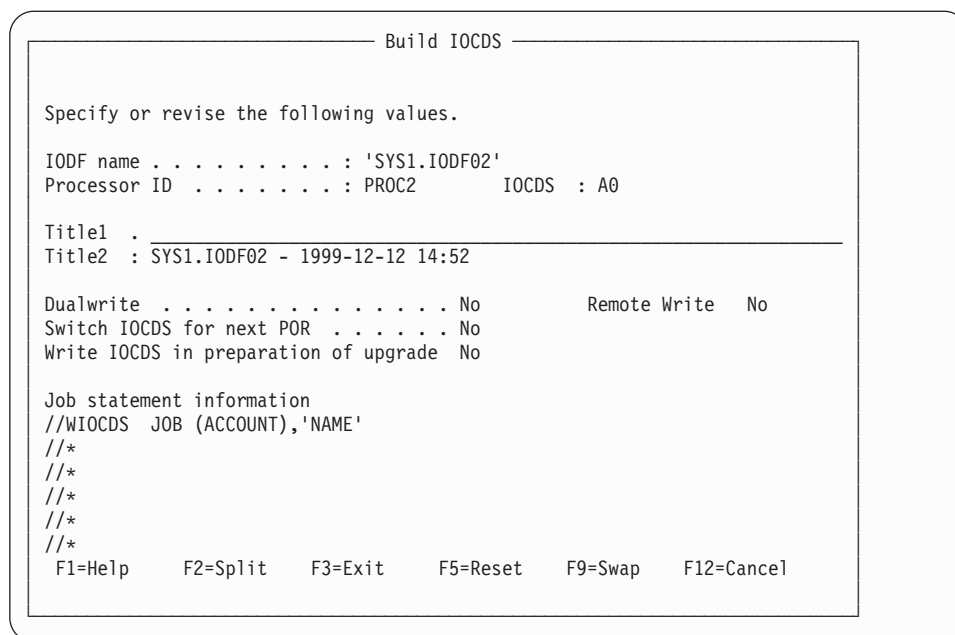 Build IOCDS
Specify or revise the following values.
IODF name . . . . . . . . . : 'SYS1.IODF02'
Processor ID . . . . . . . : PROC2 IOCDS : A0
Title1 . ________________________________________________________________
Title2 : SYS1.IODF02 - 1999-12-12 14:52
Dualwrite . . . . . . . . . . . . . . No Remote Write No
Switch IOCDS for next POR . . . . . . No
Write IOCDS in preparation of upgrade No
Job statement information
//WIOCDS JOB (ACCOUNT),'NAME'
//*
//*
//*
//*
//*
F1=Help F2=Split F3=Exit F5=Reset F9=Swap F12=Cancel